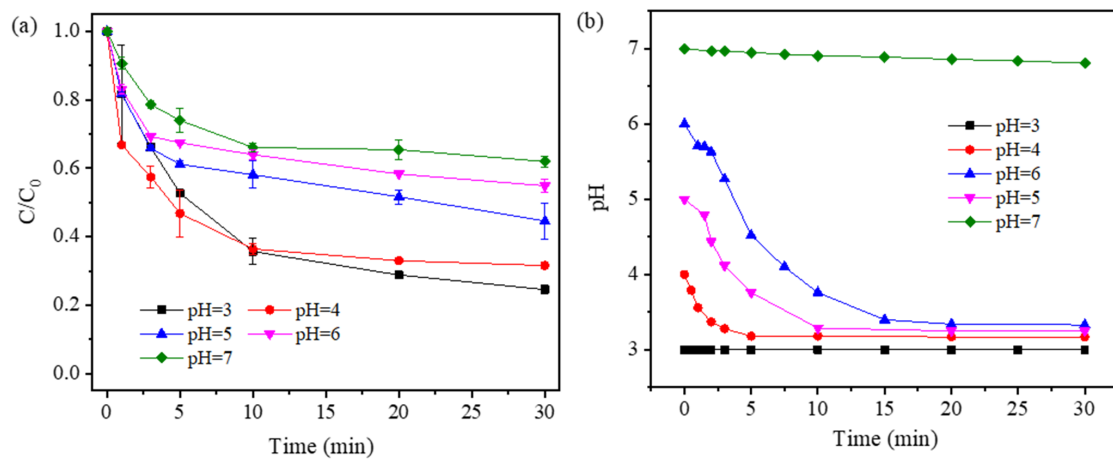 (a)
1.0
0.8
0.6
0.4
0.2
0.0
C/C0
pH=3 pH=4
pH=5 pH=6
pH=7
0 5 10 15 20 25 30
Time (min)
(b)
7
6
5
4
3
pH
pH=3
pH=4
pH=6
pH=5
pH=7
0 5 10 15 20 25 30
Time (min)